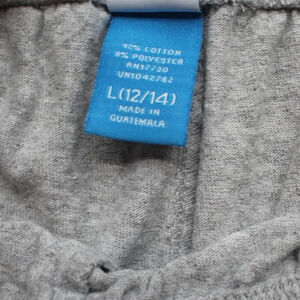 92% COTTON
8% POLYESTER
RN17730
UN1042762
L(12/14)
MADE IN
GUATEMALA